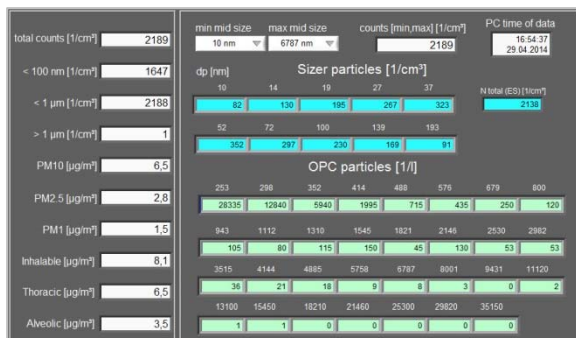 total counts [1/cm³] 2189
< 100 nm [1/cm³] 1647
< 1 µm [1/cm³] 2188
> 1 µm [1/cm³] 1
PM10 [µg/m³] 6,5
PM2.5 [µg/m³] 2,8
PM1 [µg/m³] 1,5
Inhalable [µg/m³] 8,1
Thoracic [µg/m³] 6,5
Alveolic [µg/m³] 3,5
min mid size max mid size counts [min,max] [1/cm³] PC time of data
10 nm 6787 nm 2189 16:54:37
29.04.2014
dp [nm] Sizer particles [1/cm³]
10 14 19 27 37 N total (ES) [1/cm³]
82 130 195 267 323 2138
52 72 100 139 193
352 297 230 169 91
OPC particles [1/l]
253 298 352 414 488 576 679 800
28335 12840 5940 1995 715 435 250 120
943 1112 1310 1545 1821 2146 2530 2982
105 80 115 150 45 130 53 53
3515 4144 4885 5758 6787 8001 9431 11120
36 21 18 9 8 3 0 2
13100 15450 18210 21460 25300 29820 35150
1 1 0 0 0 0 0